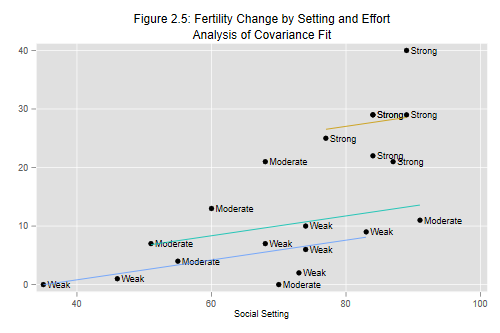 Figure 2.5: Fertility Change by Setting and Effort
Analysis of Covariance Fit
40
Strong
30
Strong Strong
Strong
Strong
20
Moderate
Strong
Moderate
10
Moderate
Weak
Weak
Moderate
Weak
Weak
Moderate
Weak
Weak
0
Weak
Moderate
40 60 80 100
Social Setting